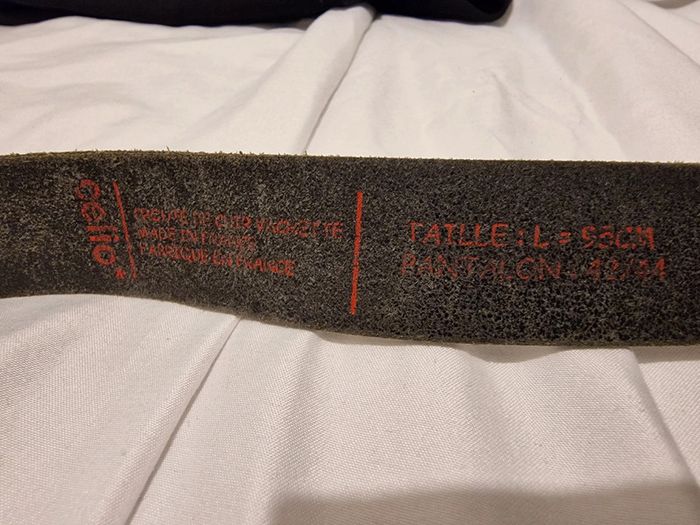 celio*
CROUTE DE CUIR VACHETTE
MADE IN FRANCE
FABRIQUE EN FRANCE
TAILLE : L = 95CM
PANTALON : 42/44